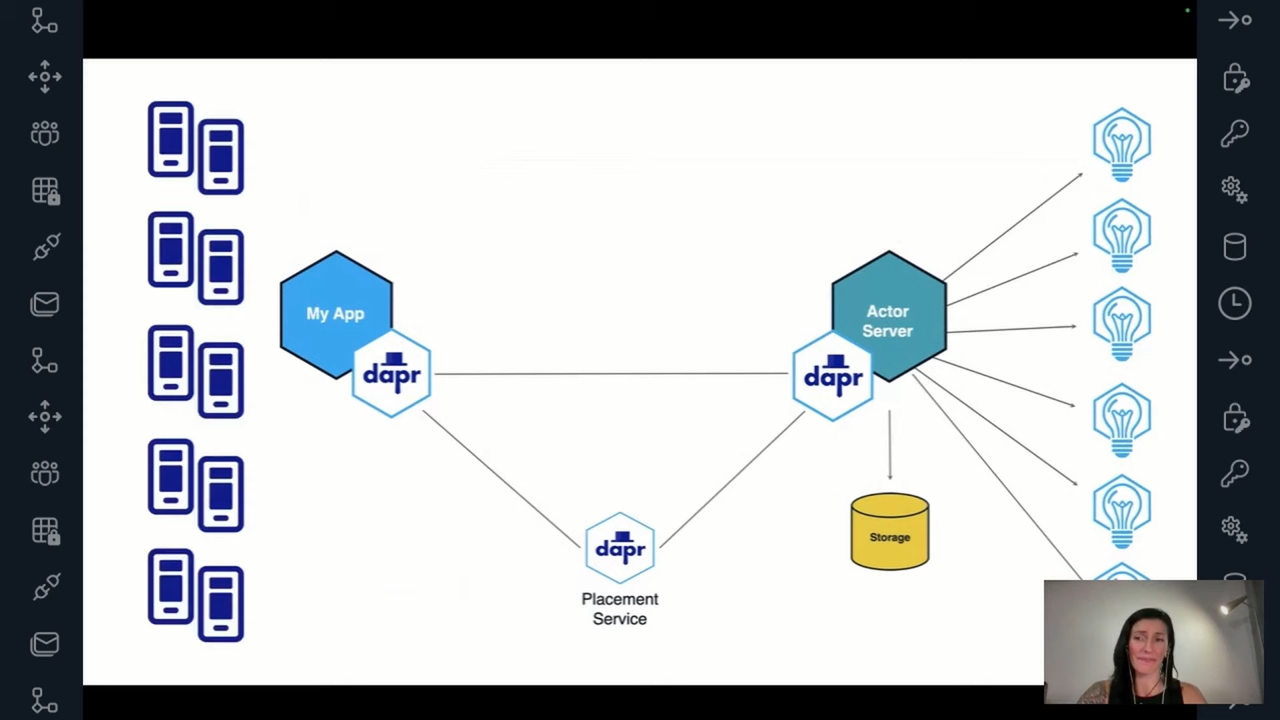 My App
dapr
Actor
Server
dapr
dapr
Placement
Service
Storage